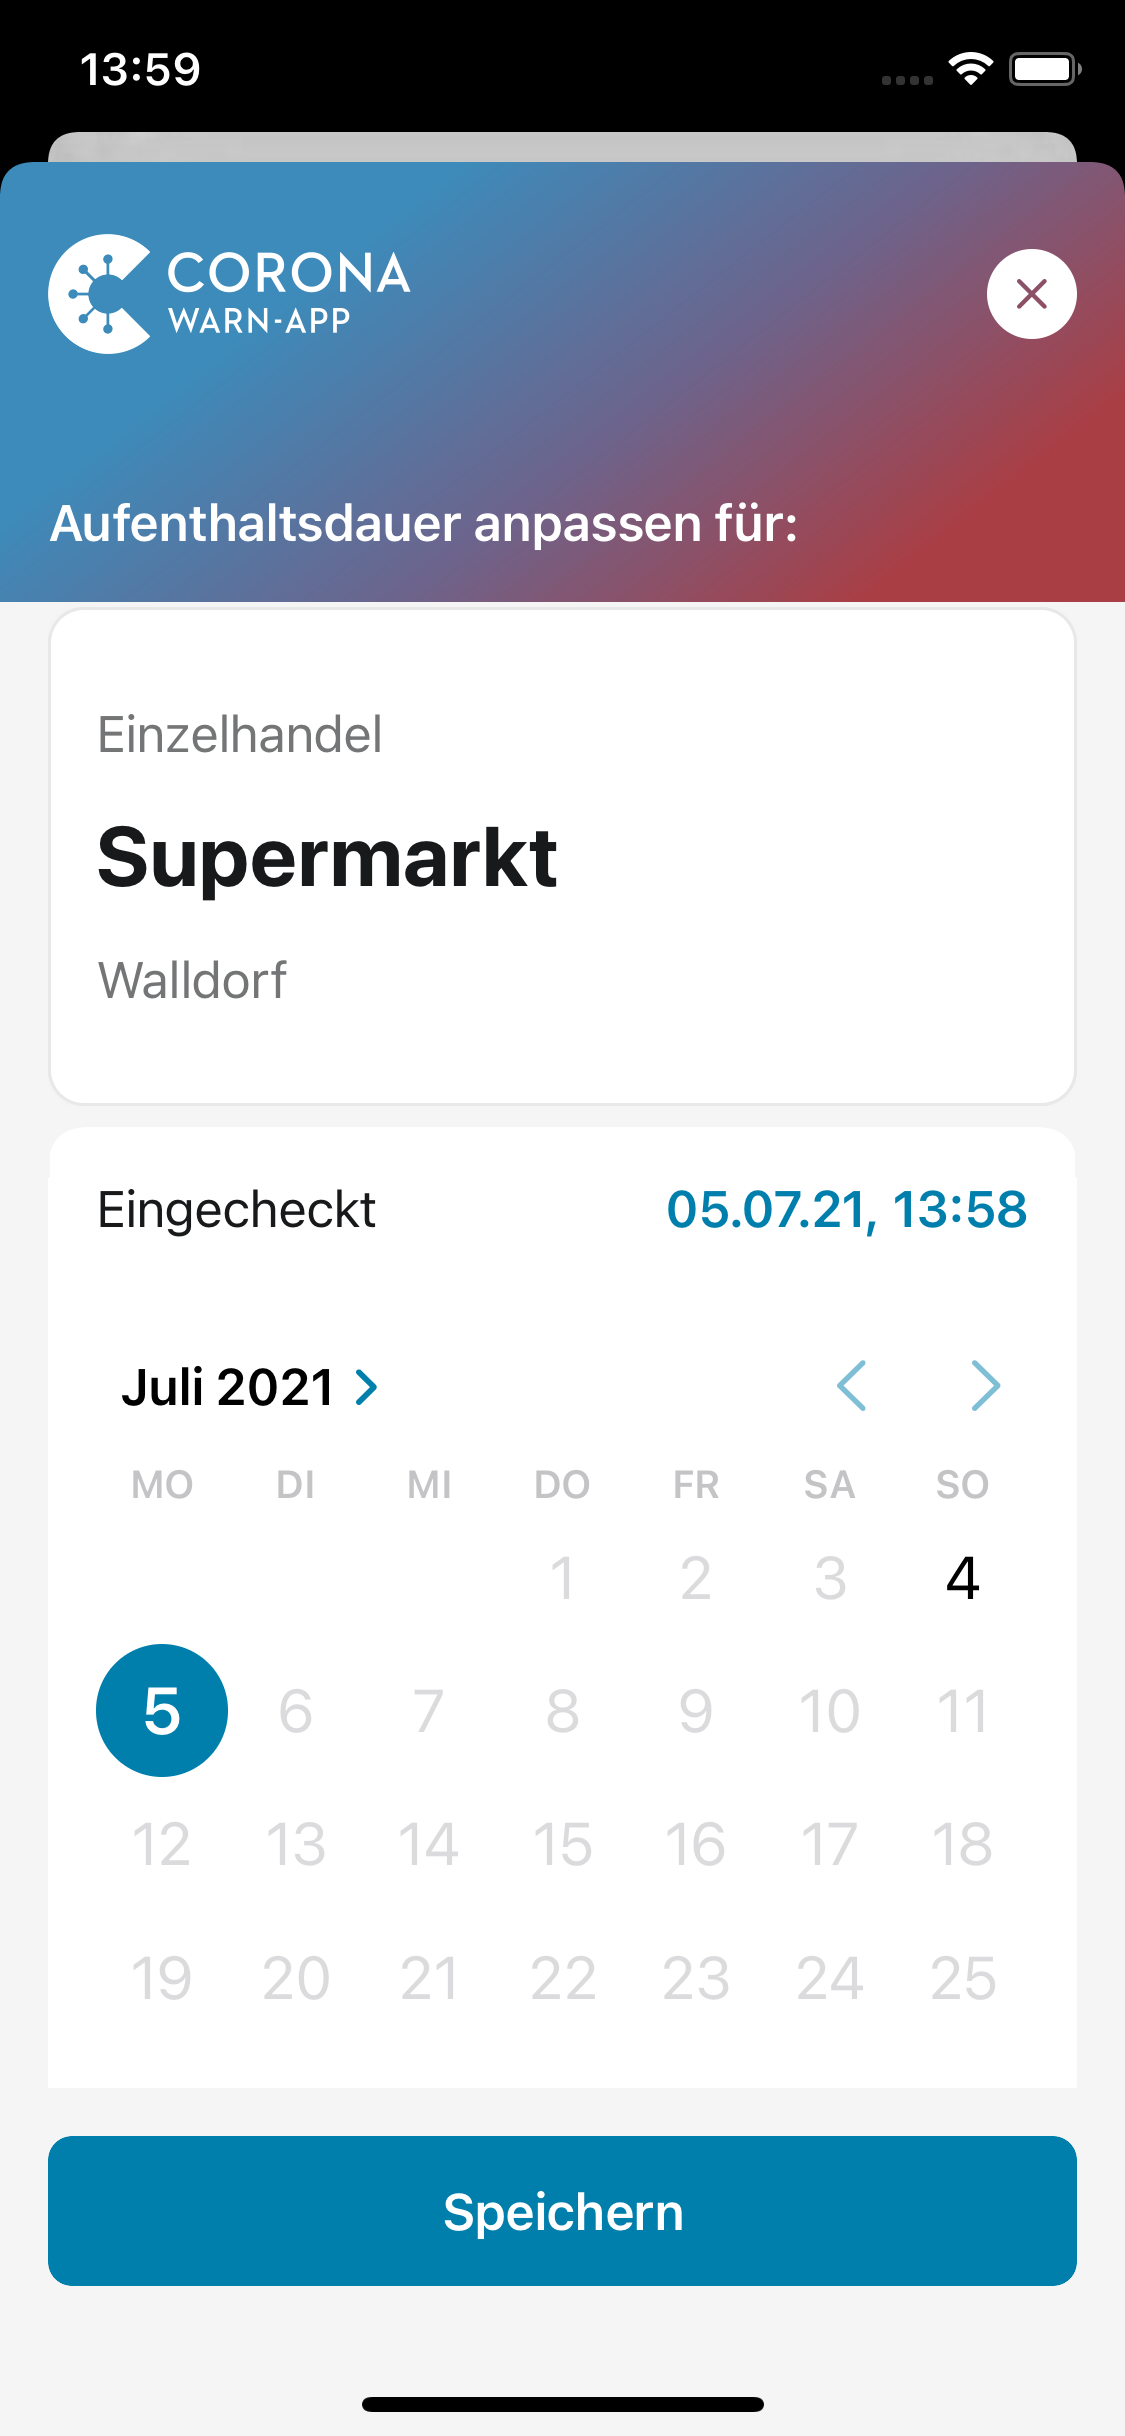 13:59
CORONA
WARN-APP
Aufenthaltsdauer anpassen für:
Einzelhandel
Supermarkt
Walldorf
Eingecheckt 05.07.21, 13:58
Juli 2021
MO DI MI DO FR SA SO
1 2 3 4
5 6 7 8 9 10 11
12 13 14 15 16 17 18
19 20 21 22 23 24 25
Speichern